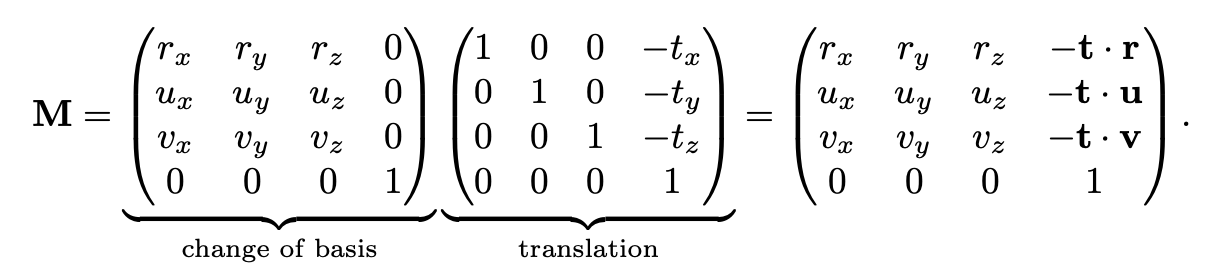 $$\mathbf{M} = \underbrace{\begin{pmatrix} r_x & r_y & r_z & 0 \\ u_x & u_y & u_z & 0 \\ v_x & v_y & v_z & 0 \\ 0 & 0 & 0 & 1 \end{pmatrix}}_{\text{change of basis}} \underbrace{\begin{pmatrix} 1 & 0 & 0 & -t_x \\ 0 & 1 & 0 & -t_y \\ 0 & 0 & 1 & -t_z \\ 0 & 0 & 0 & 1 \end{pmatrix}}_{\text{translation}} = \begin{pmatrix} r_x & r_y & r_z & -\mathbf{t} \cdot \mathbf{r} \\ u_x & u_y & u_z & -\mathbf{t} \cdot \mathbf{u} \\ v_x & v_y & v_z & -\mathbf{t} \cdot \mathbf{v} \\ 0 & 0 & 0 & 1 \end{pmatrix}.$$